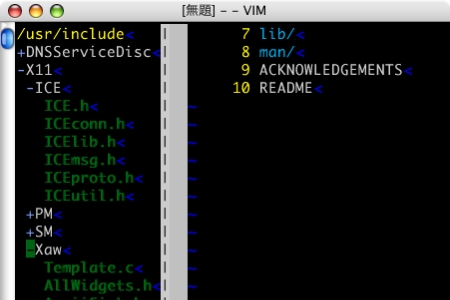 [無題] - - VIM
/usr/include<
+DNSServiceDisc<
-X11<
-ICE<
ICE.h<
ICEconn.h<
ICElib.h<
ICEmsg.h<
ICEproto.h<
ICEutil.h<
+PM<
+SM<
-Xaw<
Template.c<
AllWidgets.h
7 lib/<
8 man/<
9 ACKNOWLEDGEMENTS<
10 README<
~
~
~
~
~
~
~
~
~
~
~